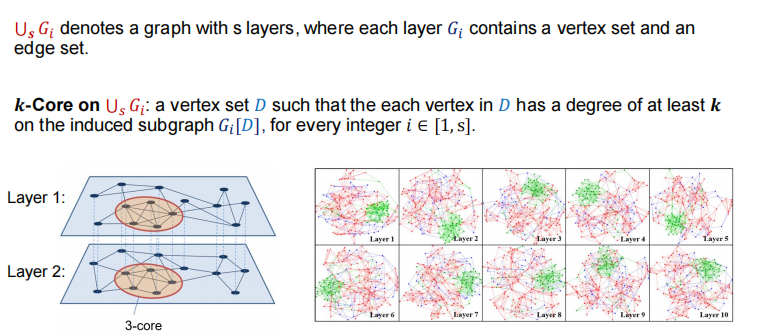 ⋃ₛ Gᵢ denotes a graph with s layers, where each layer Gᵢ contains a vertex set and an
edge set.
k-Core on ⋃ₛ Gᵢ: a vertex set D such that the each vertex in D has a degree of at least k
on the induced subgraph Gᵢ[D], for every integer i ∈ [1, s].
Layer 1:
Layer 2:
3-core
Layer 1
Layer 2
Layer 3
Layer 4
Layer 5
Layer 6
Layer 7
Layer 8
Layer 9
Layer 10